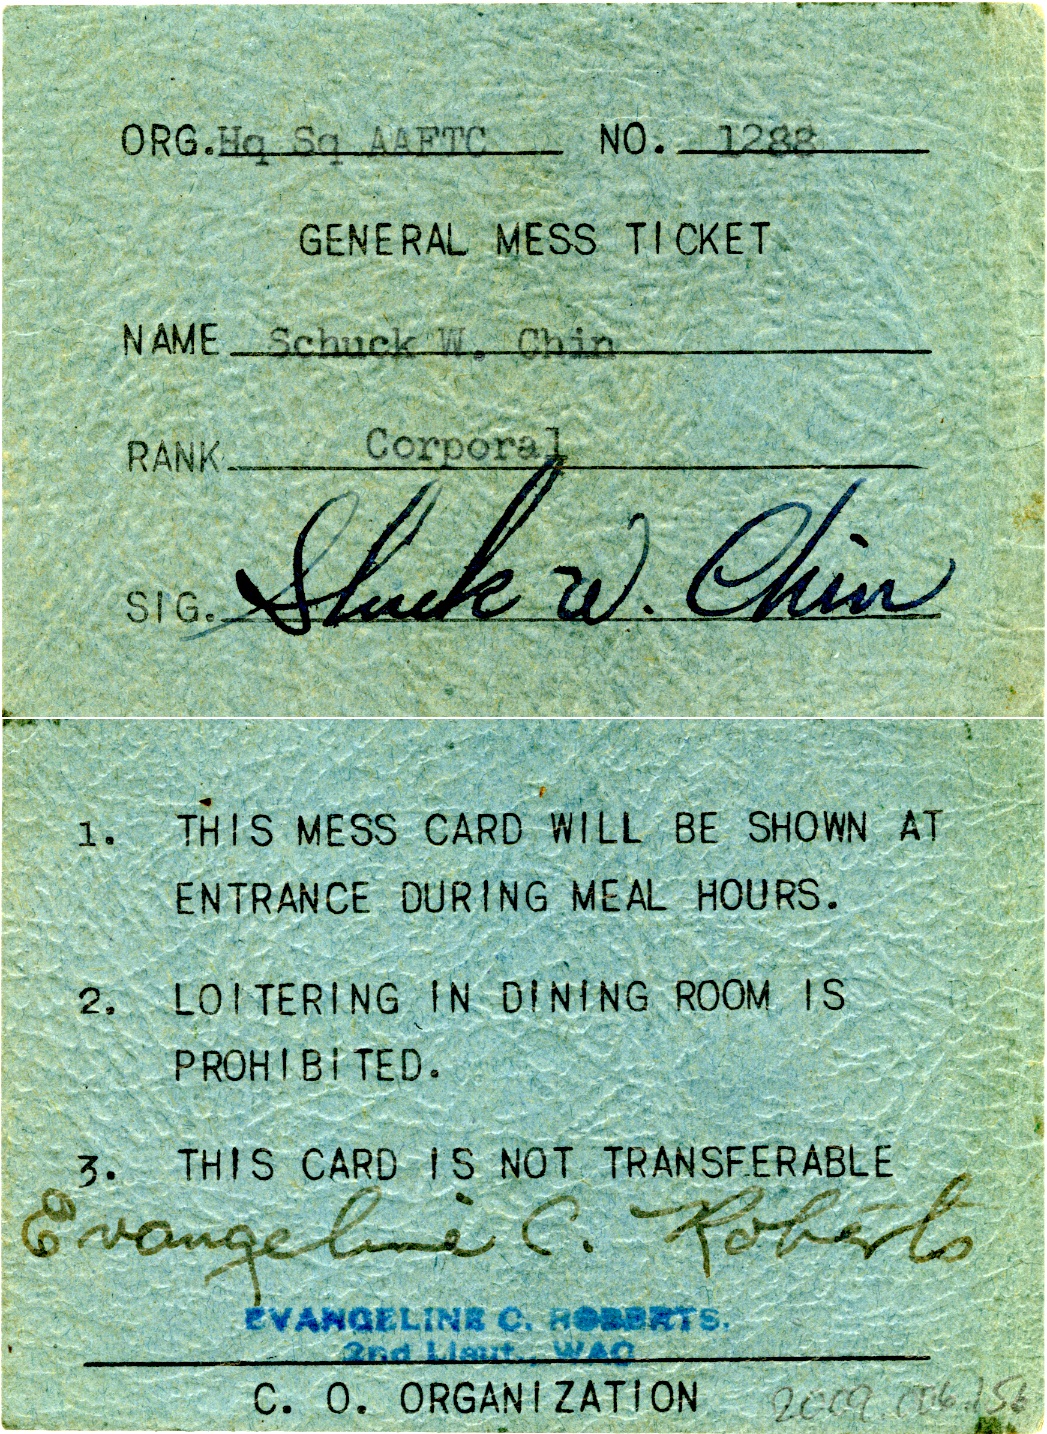 ORG. Hq Sq AAFTC NO. 1288
GENERAL MESS TICKET
NAME Schuck W. Chin
RANK Corporal
SIG. Shuck W. Chin
1. THIS MESS CARD WILL BE SHOWN AT
ENTRANCE DURING MEAL HOURS.
2. LOITERING IN DINING ROOM IS
PROHIBITED.
3. THIS CARD IS NOT TRANSFERABLE
Evangeline C. Roberts
EVANGELINE C. ROBERTS.
2nd Lieut., WAC
C. O. ORGANIZATION